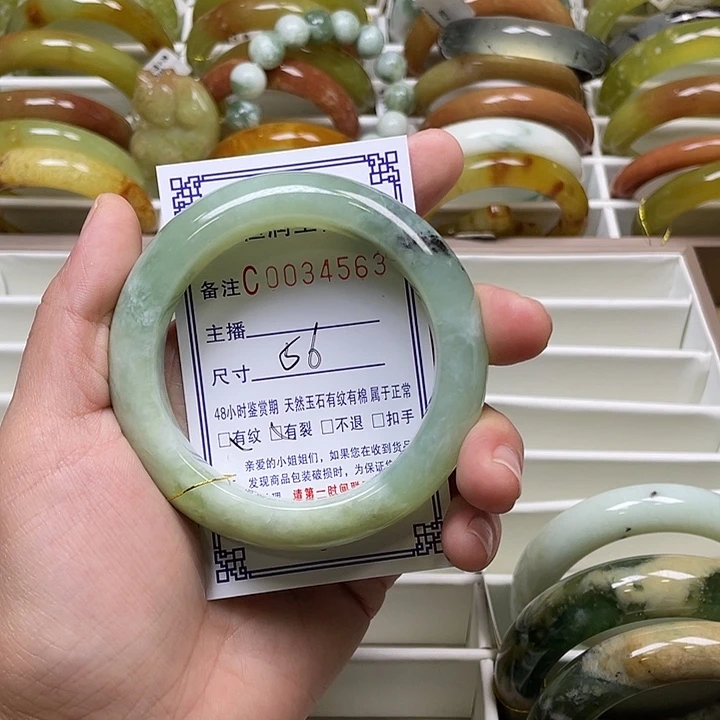 备注C0034563
主播
尺寸 56
48小时鉴赏期 天然玉石有纹有棉 属于正常
□有纹 □有裂 □不退 □扣手
亲爱的小姐姐们，如果您在收到货品
发现商品包装破损时，为保证
请第一时间联